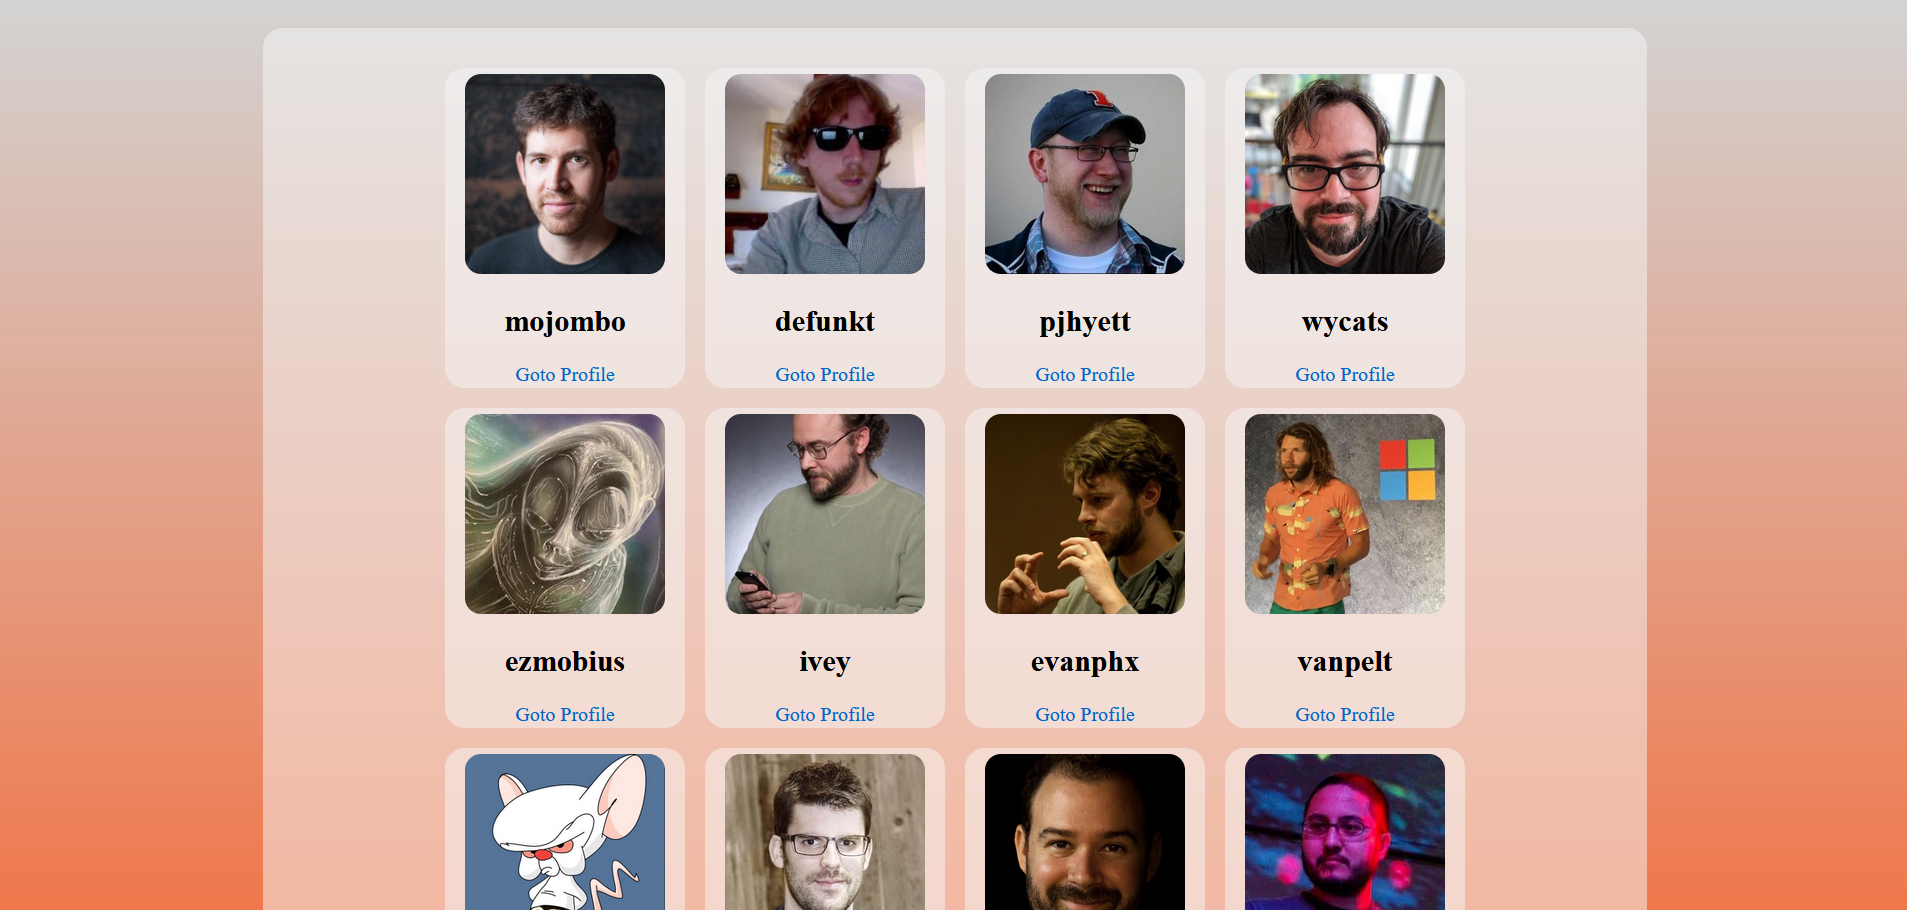 mojombo
defunkt
pjhyett
wycats
Goto Profile
Goto Profile
Goto Profile
Goto Profile
ezmobius
ivey
evanphx
vanpelt
Goto Profile
Goto Profile
Goto Profile
Goto Profile